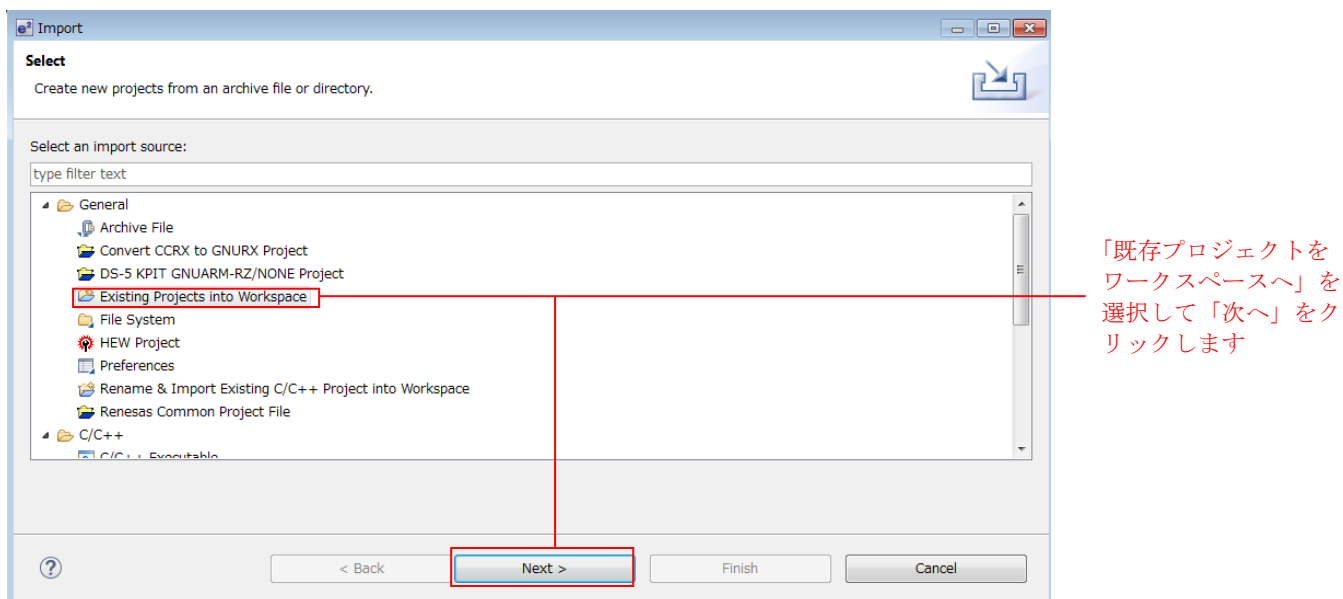 e² Import
Select
Create new projects from an archive file or directory.
Select an import source:
type filter text
General
Archive File
Convert CCRX to GNURX Project
DS-5 KPIT GNUARM-RZ/NONE Project
Existing Projects into Workspace
File System
HEW Project
Preferences
Rename & Import Existing C/C++ Project into Workspace
Renesas Common Project File
C/C++
C/C++ Executable
「既存プロジェクトを
ワークスペースへ」を
選択して「次へ」をク
リックします
?
< Back
Next >
Finish
Cancel